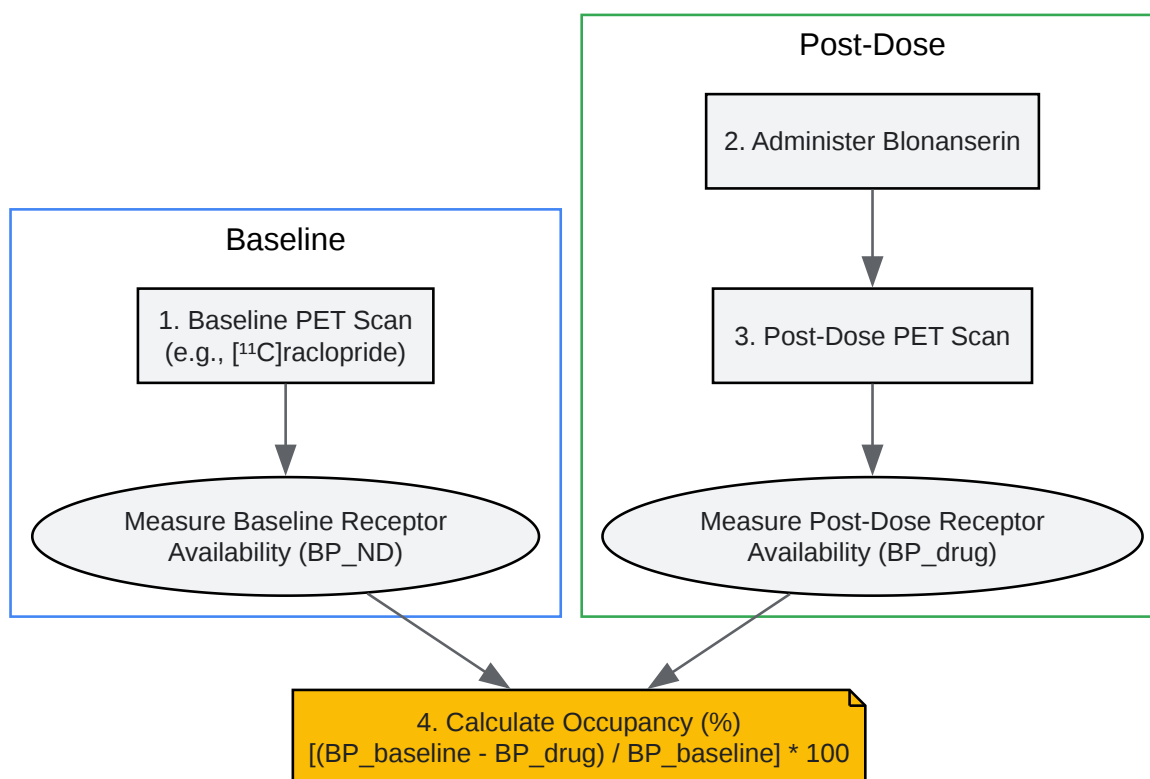 Baseline
1. Baseline PET Scan
(e.g., [¹¹C]raclopride)
Measure Baseline Receptor
Availability (BP_ND)
Post-Dose
2. Administer Blonanserin
3. Post-Dose PET Scan
Measure Post-Dose Receptor
Availability (BP_drug)
4. Calculate Occupancy (%)
[(BP_baseline - BP_drug) / BP_baseline] * 100